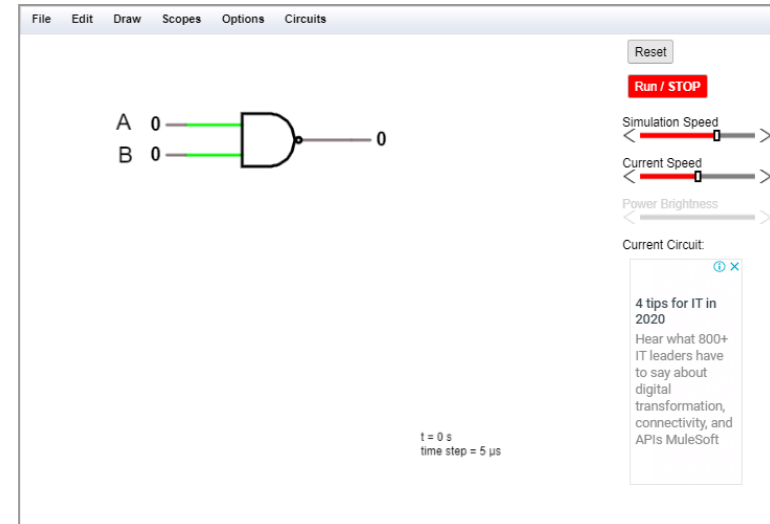 File Edit Draw Scopes Options Circuits
Reset
Run / STOP
Simulation Speed
A 0
0
B 0
Current Speed
Power Brightness
Current Circuit:
4 tips for IT in
2020
Hear what 800+
IT leaders have
to say about
digital
transformation,
connectivity, and
APIs MuleSoft
t = 0 s
time step = 5 µs